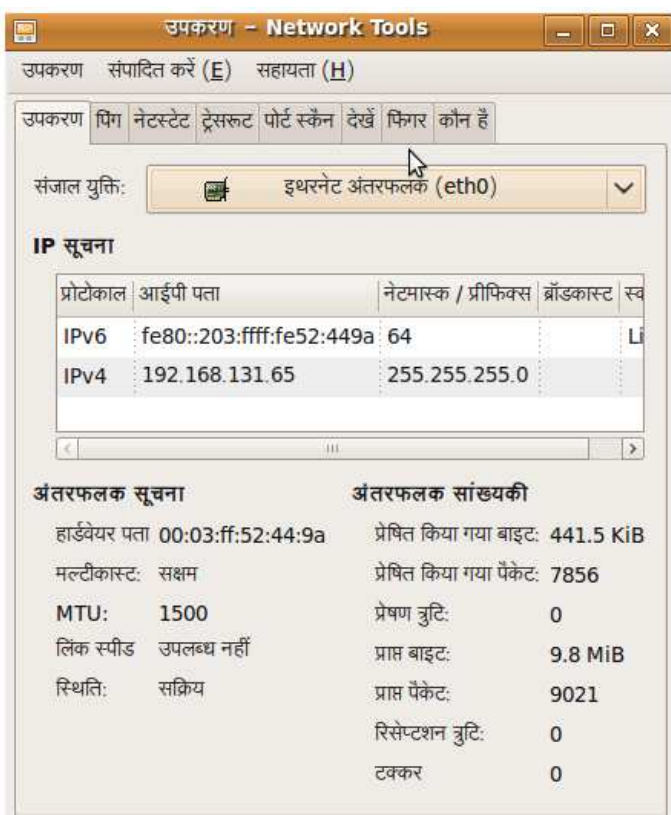 उपकरण - Network Tools
उपकरण संपादित करें (E) सहायता (H)
उपकरण पिंग नेटस्टेट ट्रेसरूट पोर्ट स्कैन देखें फिंगर कौन है
संजाल युक्ति: इथरनेट अंतरफलक (eth0)
IP सूचना
प्रोटोकाल आईपी पता नेटमास्क / प्रीफिक्स ब्रॉडकास्ट स्क
IPv6 fe80::203:ffff:fe52:449a 64 Li
IPv4 192.168.131.65 255.255.255.0
अंतरफलक सूचना
हार्डवेयर पता 00:03:ff:52:44:9a
मल्टीकास्ट: सक्षम
MTU: 1500
लिंक स्पीड उपलब्ध नहीं
स्थिति: सक्रिय
अंतरफलक सांख्यकी
प्रेषित किया गया बाइट: 441.5 KiB
प्रेषित किया गया पैकेट: 7856
प्रेषण त्रुटि: 0
प्राप्त बाइट: 9.8 MiB
प्राप्त पैकेट: 9021
रिसेप्टशन त्रुटि: 0
टक्कर 0